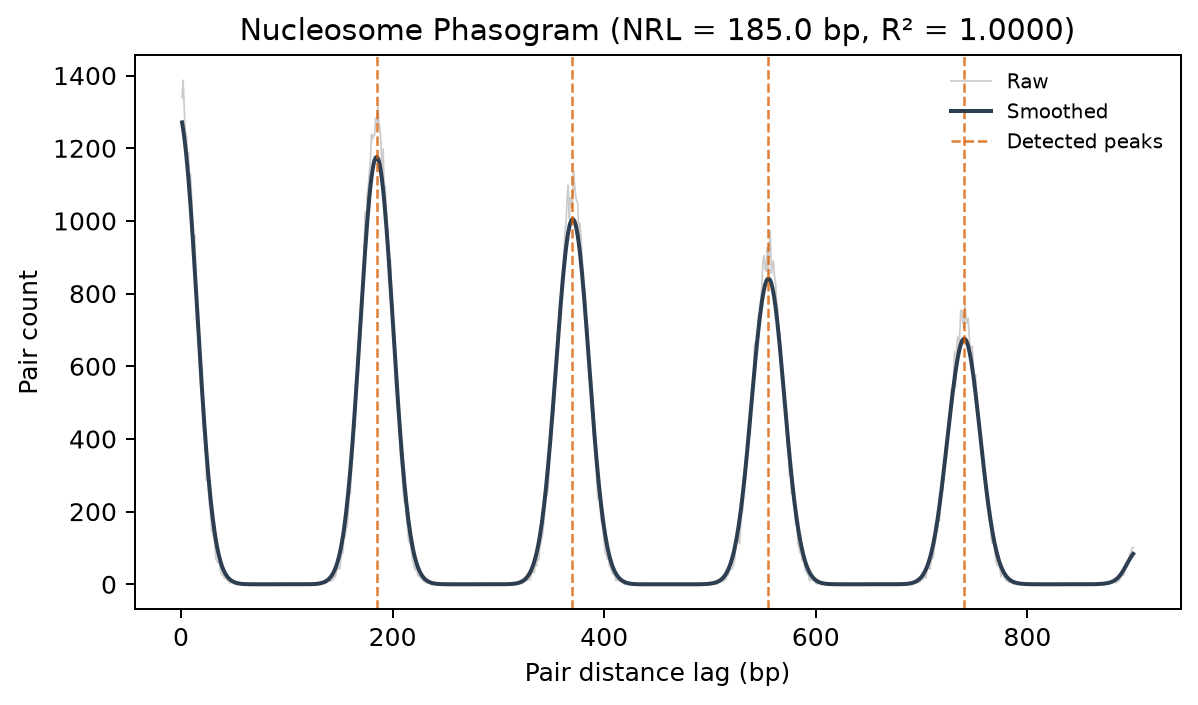 Nucleosome Phasogram (NRL = 185.0 bp, R² = 1.0000)
Raw
Smoothed
Detected peaks
Pair count
1400
1200
1000
800
600
400
200
0
0 200 400 600 800
Pair distance lag (bp)